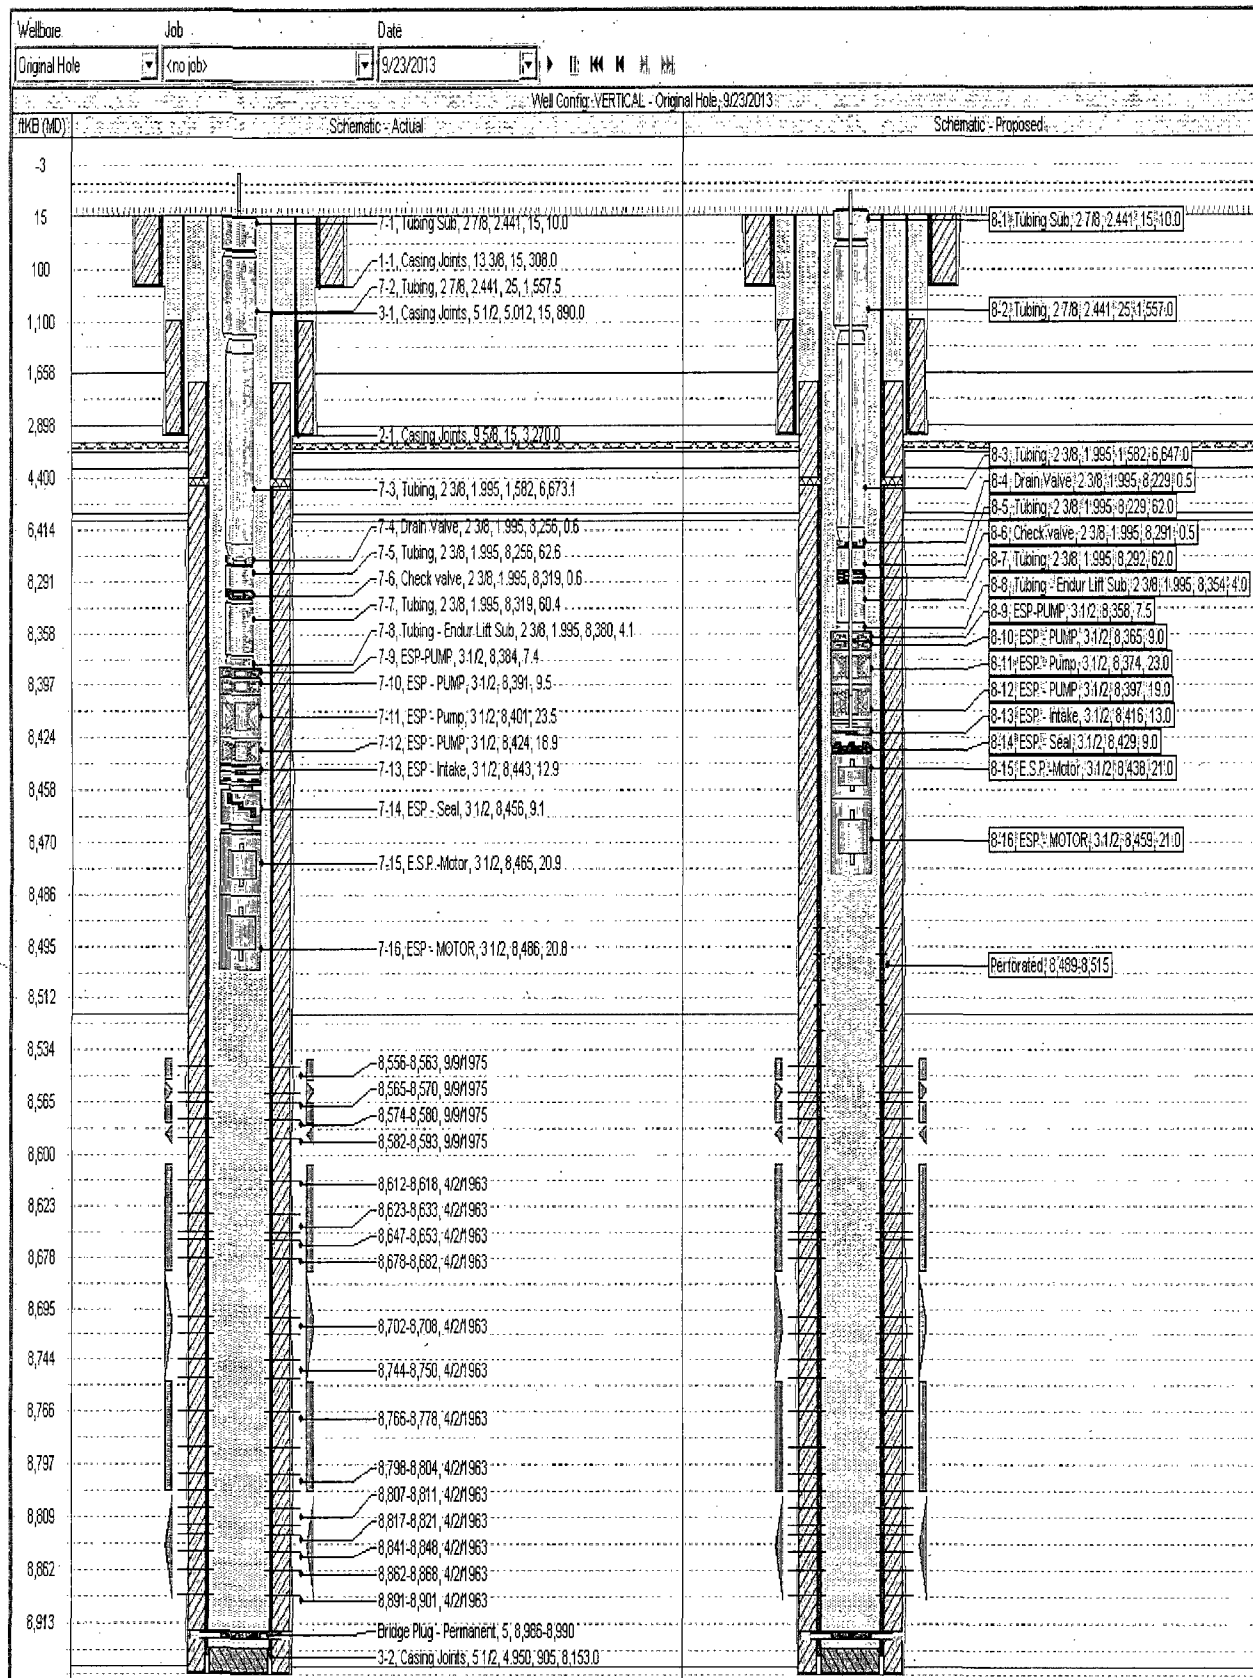 Wellbore Job Date
Original Hole <no job> 9/23/2013
Well Config: VERTICAL - Original Hole, 9/23/2013
ftKB (MD) Schematic - Actual Schematic - Proposed
-3
15
100
1,100
1,658
2,898
4,400
6,414
8,291
8,358
8,397
8,424
8,458
8,470
8,486
8,495
8,512
8,534
8,565
8,600
8,623
8,678
8,695
8,744
8,766
8,797
8,809
8,862
8,913
7-1, Tubing Sub, 2 7/8, 2.441, 15, 10.0
1-1, Casing Joints, 13 3/8, 15, 308.0
7-2, Tubing, 2 7/8, 2.441, 25, 1,557.5
3-1, Casing Joints, 5 1/2, 5.012, 15, 890.0
2-1, Casing Joints, 9 5/8, 15, 3,270.0
7-3, Tubing, 2 3/8, 1.995, 1,582, 6,673.1
7-4, Drain Valve, 2 3/8, 1.995, 8,256, 0.6
7-5, Tubing, 2 3/8, 1.995, 8,256, 62.6
7-6, Check valve, 2 3/8, 1.995, 8,319, 0.6
7-7, Tubing, 2 3/8, 1.995, 8,319, 60.4
7-8, Tubing - Endur Lift Sub, 2 3/8, 1.995, 8,380, 4.1
7-9, ESP-PUMP, 3 1/2, 8,384, 7.4
7-10, ESP - PUMP, 3 1/2, 8,391, 9.5
7-11, ESP - Pump, 3 1/2, 8,401, 23.5
7-12, ESP - PUMP, 3 1/2, 8,424, 18.9
7-13, ESP - Intake, 3 1/2, 8,443, 12.9
7-14, ESP - Seal, 3 1/2, 8,456, 9.1
7-15, E.S.P.-Motor, 3 1/2, 8,465, 20.9
7-16, ESP - MOTOR, 3 1/2, 8,486, 20.8
8,556-8,563, 9/9/1975
8,565-8,570, 9/9/1975
8,574-8,580, 9/9/1975
8,582-8,593, 9/9/1975
8,612-8,618, 4/2/1963
8,623-8,633, 4/2/1963
8,647-8,653, 4/2/1963
8,678-8,682, 4/2/1963
8,702-8,708, 4/2/1963
8,744-8,750, 4/2/1963
8,766-8,778, 4/2/1963
8,798-8,804, 4/2/1963
8,807-8,811, 4/2/1963
8,817-8,821, 4/2/1963
8,841-8,848, 4/2/1963
8,862-8,868, 4/2/1963
8,891-8,901, 4/2/1963
Bridge Plug - Permanent, 5, 8,986-8,990
3-2, Casing Joints, 5 1/2, 4.950, 905, 8,153.0
8-1, Tubing Sub, 2 7/8, 2.441, 15, 10.0
8-2, Tubing, 2 7/8, 2.441, 25, 1,557.0
8-3, Tubing, 2 3/8, 1.995, 1,582, 6,647.0
8-4, Drain Valve, 2 3/8, 1.995, 8,229, 0.5
8-5, Tubing, 2 3/8, 1.995, 8,229, 62.0
8-6, Check valve, 2 3/8, 1.995, 8,291, 0.5
8-7, Tubing, 2 3/8, 1.995, 8,292, 62.0
8-8, Tubing - Endur Lift Sub, 2 3/8, 1.995, 8,354, 4.0
8-9, ESP-PUMP, 3 1/2, 8,358, 7.5
8-10, ESP - PUMP, 3 1/2, 8,365, 9.0
8-11, ESP - Pump, 3 1/2, 8,374, 23.0
8-12, ESP - PUMP, 3 1/2, 8,397, 19.0
8-13, ESP - Intake, 3 1/2, 8,416, 13.0
8-14, ESP - Seal, 3 1/2, 8,429, 9.0
8-15, E.S.P.-Motor, 3 1/2, 8,438, 21.0
8-16, ESP - MOTOR, 3 1/2, 8,459, 21.0
Perforated, 8,489-8,515